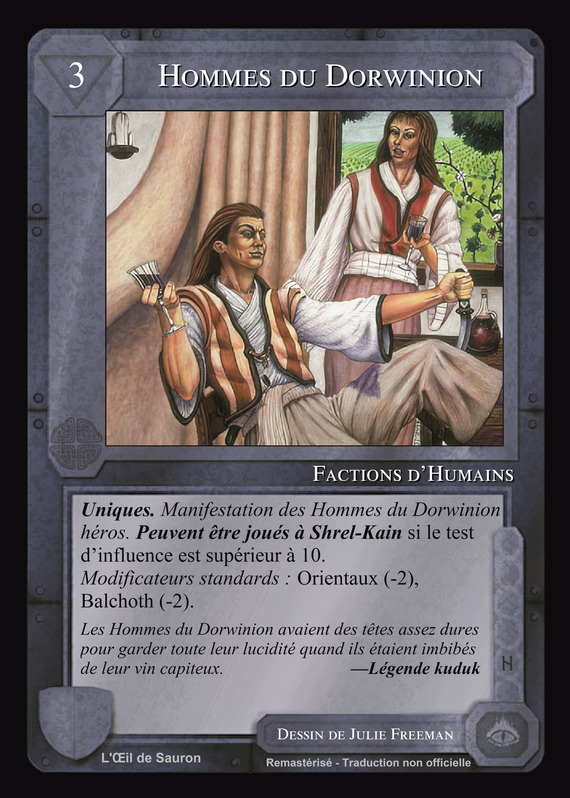 3
HOMMES DU DORWINION
FACTIONS D'HUMAINS
Uniques. Manifestation des Hommes du Dorwinion
héros. Peuvent être joués à Shrel-Kain si le test
d'influence est supérieur à 10.
Modificateurs standards : Orientaux (-2),
Balchoth (-2).
Les Hommes du Dorwinion avaient des têtes assez dures
pour garder toute leur lucidité quand ils étaient imbibés
de leur vin capiteux. —Légende kuduk
DESSIN DE JULIE FREEMAN
L'Œil de Sauron
Remastérisé - Traduction non officielle